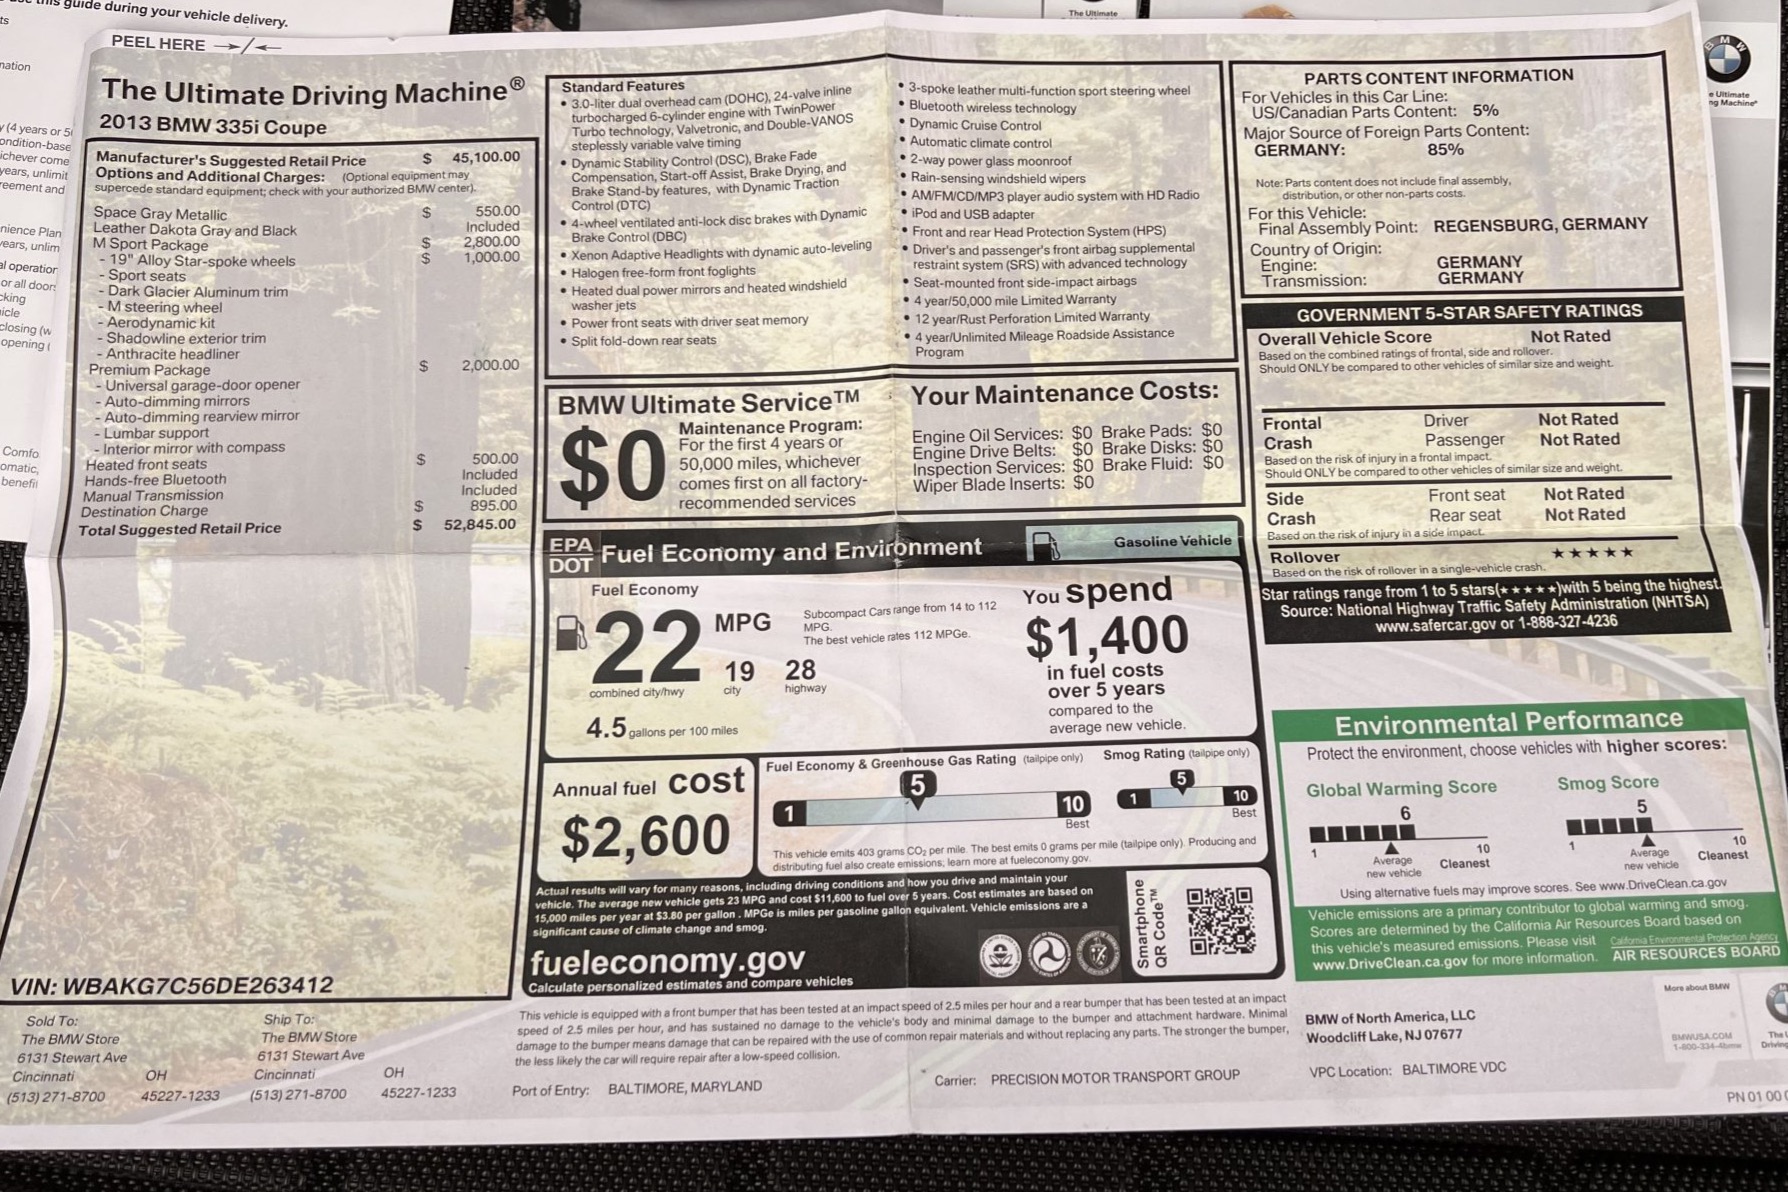 use this guide during your vehicle delivery.
PEEL HERE
The Ultimate Driving Machine®
2013 BMW 335i Coupe
Manufacturer's Suggested Retail Price $ 45,100.00
Options and Additional Charges: (Optional equipment may
supercede standard equipment; check with your authorized BMW center).
Space Gray Metallic $ 550.00
Leather Dakota Gray and Black Included
M Sport Package $ 2,800.00
- 19" Alloy Star-spoke wheels $ 1,000.00
- Sport seats
- Dark Glacier Aluminum trim
- M steering wheel
- Aerodynamic kit
- Shadowline exterior trim
- Anthracite headliner
Premium Package $ 2,000.00
- Universal garage-door opener
- Auto-dimming mirrors
- Auto-dimming rearview mirror
- Lumbar support
- Interior mirror with compass
Heated front seats $ 500.00
Hands-free Bluetooth Included
Manual Transmission Included
Destination Charge $ 895.00
Total Suggested Retail Price $ 52,845.00
VIN: WBAKG7C56DE263412
Sold To:
The BMW Store
6131 Stewart Ave
Cincinnati OH
(513) 271-8700 45227-1233
Ship To:
The BMW Store
6131 Stewart Ave
Cincinnati OH
(513) 271-8700 45227-1233
Standard Features
• 3.0-liter dual overhead cam (DOHC), 24-valve inline
turbocharged 6-cylinder engine with TwinPower
Turbo technology, Valvetronic, and Double-VANOS
steplessly variable valve timing
• Dynamic Stability Control (DSC), Brake Fade
Compensation, Start-off Assist, Brake Drying, and
Brake Stand-by features, with Dynamic Traction
Control (DTC)
• 4-wheel ventilated anti-lock disc brakes with Dynamic
Brake Control (DBC)
• Xenon Adaptive Headlights with dynamic auto-leveling
• Halogen free-form front foglights
• Heated dual power mirrors and heated windshield
washer jets
• Power front seats with driver seat memory
• Split fold-down rear seats
• 3-spoke leather multi-function sport steering wheel
• Bluetooth wireless technology
• Dynamic Cruise Control
• Automatic climate control
• 2-way power glass moonroof
• Rain-sensing windshield wipers
• AM/FM/CD/MP3 player audio system with HD Radio
• iPod and USB adapter
• Front and rear Head Protection System (HPS)
• Driver's and passenger's front airbag supplemental
restraint system (SRS) with advanced technology
• Seat-mounted front side-impact airbags
• 4 year/50,000 mile Limited Warranty
• 12 year/Rust Perforation Limited Warranty
• 4 year/Unlimited Mileage Roadside Assistance
Program
BMW Ultimate Service™
$0
Maintenance Program:
For the first 4 years or
50,000 miles, whichever
comes first on all factory-
recommended services
Your Maintenance Costs:
Engine Oil Services: $0 Brake Pads: $0
Engine Drive Belts: $0 Brake Disks: $0
Inspection Services: $0 Brake Fluid: $0
Wiper Blade Inserts: $0
EPA
DOT
Fuel Economy and Environment
Gasoline Vehicle
Fuel Economy
22 MPG
combined city/hwy
19
city
28
highway
Subcompact Cars range from 14 to 112
MPG.
The best vehicle rates 112 MPGe.
4.5 gallons per 100 miles
You spend
$1,400
in fuel costs
over 5 years
compared to the
average new vehicle.
Annual fuel cost
$2,600
Fuel Economy & Greenhouse Gas Rating (tailpipe only)
1 5 10
Best
Smog Rating (tailpipe only)
1 5 10
Best
This vehicle emits 403 grams CO₂ per mile. The best emits 0 grams per mile (tailpipe only). Producing and
distributing fuel also create emissions; learn more at fueleconomy.gov.
Actual results will vary for many reasons, including driving conditions and how you drive and maintain your
vehicle. The average new vehicle gets 23 MPG and cost $11,600 to fuel over 5 years. Cost estimates are based on
15,000 miles per year at $3.80 per gallon . MPGe is miles per gasoline gallon equivalent. Vehicle emissions are a
significant cause of climate change and smog.
fueleconomy.gov
Calculate personalized estimates and compare vehicles
Smartphone
QR Code™
This vehicle is equipped with a front bumper that has been tested at an impact speed of 2.5 miles per hour and a rear bumper that has been tested at an impact
speed of 2.5 miles per hour, and has sustained no damage to the vehicle's body and minimal damage to the bumper and attachment hardware. Minimal
damage to the bumper means damage that can be repaired with the use of common repair materials and without replacing any parts. The stronger the bumper,
the less likely the car will require repair after a low-speed collision.
Port of Entry: BALTIMORE, MARYLAND
Carrier: PRECISION MOTOR TRANSPORT GROUP
PARTS CONTENT INFORMATION
For Vehicles in this Car Line:
US/Canadian Parts Content: 5%
Major Source of Foreign Parts Content:
GERMANY: 85%
Note: Parts content does not include final assembly,
distribution, or other non-parts costs.
For this Vehicle:
Final Assembly Point: REGENSBURG, GERMANY
Country of Origin:
Engine: GERMANY
Transmission: GERMANY
GOVERNMENT 5-STAR SAFETY RATINGS
Overall Vehicle Score Not Rated
Based on the combined ratings of frontal, side and rollover.
Should ONLY be compared to other vehicles of similar size and weight.
Frontal Driver Not Rated
Crash Passenger Not Rated
Based on the risk of injury in a frontal impact.
Should ONLY be compared to other vehicles of similar size and weight.
Side Front seat Not Rated
Crash Rear seat Not Rated
Based on the risk of injury in a side impact.
Rollover ★★★★★
Based on the risk of rollover in a single-vehicle crash.
Star ratings range from 1 to 5 stars(★★★★★)with 5 being the highest.
Source: National Highway Traffic Safety Administration (NHTSA)
www.safercar.gov or 1-888-327-4236
Environmental Performance
Protect the environment, choose vehicles with higher scores:
Global Warming Score
6
1 10
Average
new vehicle
Cleanest
Smog Score
5
1 10
Average
new vehicle
Cleanest
Using alternative fuels may improve scores. See www.DriveClean.ca.gov
Vehicle emissions are a primary contributor to global warming and smog.
Scores are determined by the California Air Resources Board based on
this vehicle's measured emissions. Please visit
www.DriveClean.ca.gov for more information.
California Environmental Protection Agency
AIR RESOURCES BOARD
BMW of North America, LLC
Woodcliff Lake, NJ 07677
VPC Location: BALTIMORE VDC
More about BMW
BMWUSA.COM
1-800-334-4bmw
PN 01 00
The Ultimate
BMW